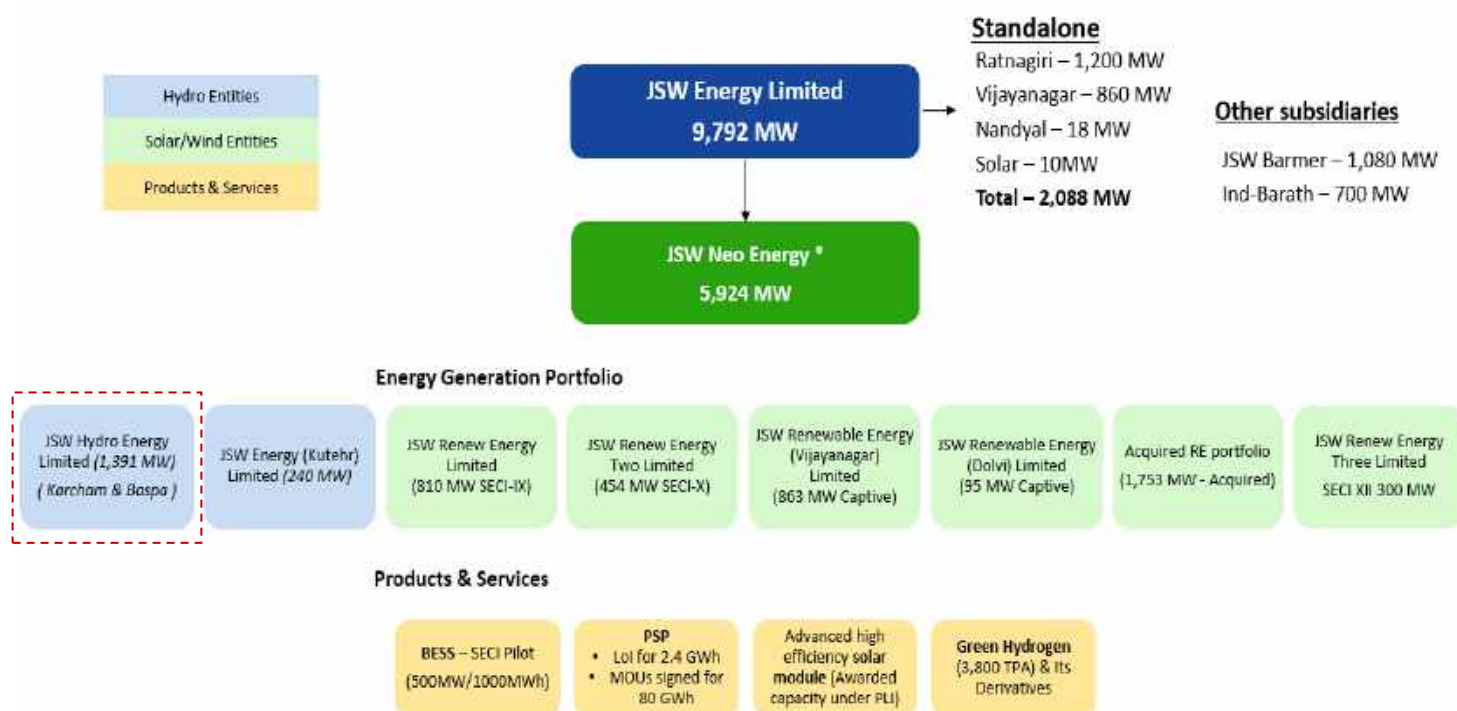 Hydro Entities
Solar/Wind Entities
Products & Services
JSW Energy Limited
9,792 MW
Standalone
Ratnagiri – 1,200 MW
Vijayanagar – 860 MW
Nandyal – 18 MW
Solar – 10MW
Total – 2,088 MW
Other subsidiaries
JSW Barmer – 1,080 MW
Ind-Barath – 700 MW
JSW Neo Energy *
5,924 MW
Energy Generation Portfolio
JSW Hydro Energy
Limited (1,391 MW)
( Karcham & Baspa )
JSW Energy (Kutehr)
Limited (240 MW)
JSW Renew Energy
Limited
(810 MW SECI-IX)
JSW Renew Energy
Two Limited
(454 MW SECI-X)
JSW Renewable Energy
(Vijayanagar)
Limited
(863 MW Captive)
JSW Renewable Energy
(Dolvi) Limited
(95 MW Captive)
Acquired RE portfolio
(1,753 MW - Acquired)
JSW Renew Energy
Three Limited
SECI XII 300 MW
Products & Services
BESS – SECI Pilot
(500MW/1000MWh)
PSP
• LoI for 2.4 GWh
• MOUs signed for
80 GWh
Advanced high
efficiency solar
module (Awarded
capacity under PLI)
Green Hydrogen
(3,800 TPA) & Its
Derivatives